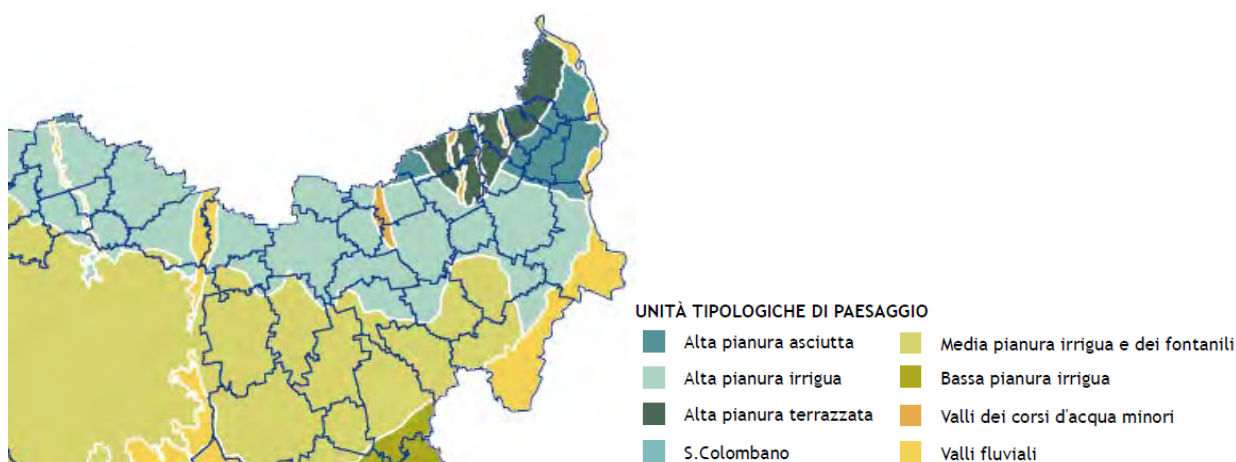 UNITÀ TIPOLOGICHE DI PAESAGGIO
Alta pianura asciutta
Alta pianura irrigua
Alta pianura terrazzata
S.Colombano
Media pianura irrigua e dei fontanili
Bassa pianura irrigua
Valli dei corsi d'acqua minori
Valli fluviali